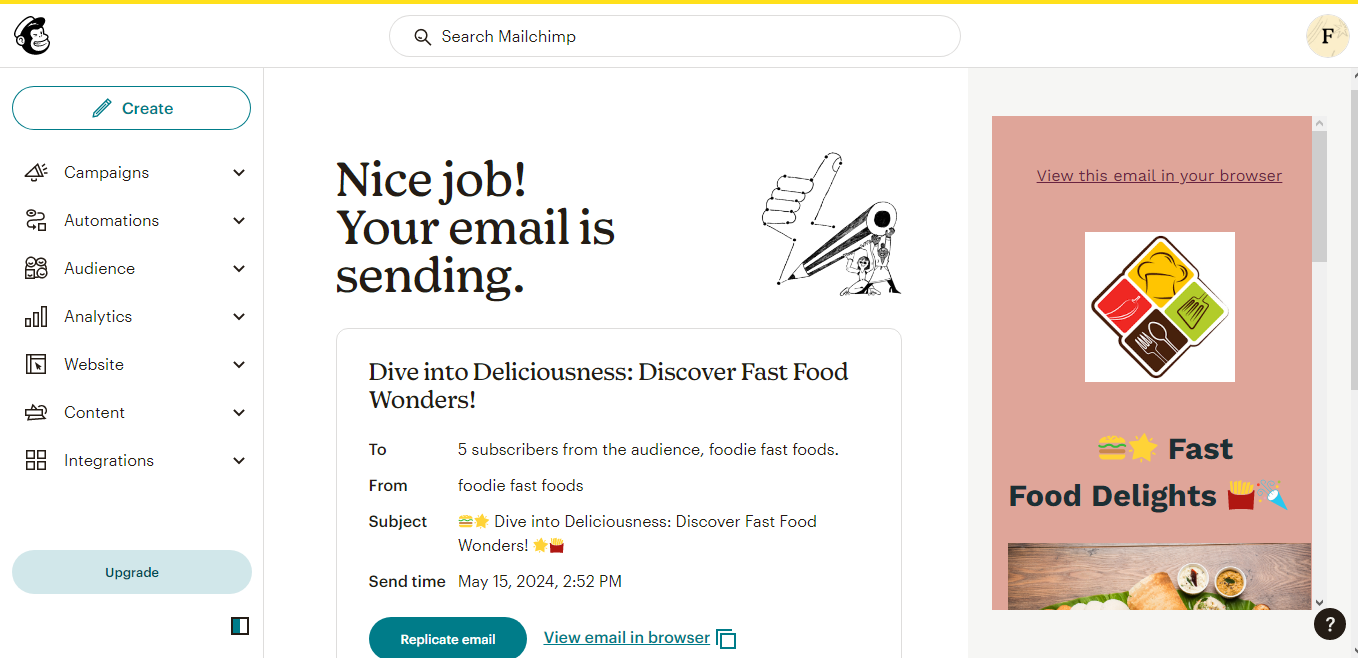 Search Mailchimp
F
Create
Campaigns
Automations
Audience
Analytics
Website
Content
Integrations
Upgrade
Nice job!
Your email is
sending.
Dive into Deliciousness: Discover Fast Food
Wonders!
To 5 subscribers from the audience, foodie fast foods.
From foodie fast foods
Subject 🍔🌟 Dive into Deliciousness: Discover Fast Food
Wonders! 🌟🍟
Send time May 15, 2024, 2:52 PM
Replicate email View email in browser
View this email in your browser
🍔🌟 Fast
Food Delights 🍟🎉
?